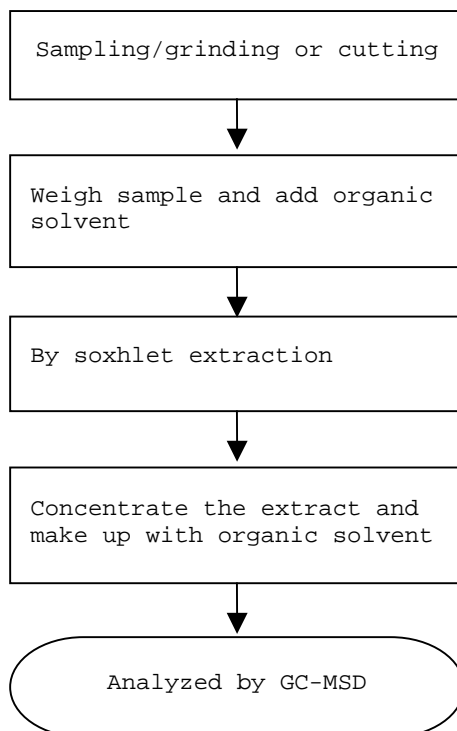 Sampling/grinding or cutting
Weigh sample and add organic
solvent
By soxhlet extraction
Concentrate the extract and
make up with organic solvent
Analyzed by GC-MSD